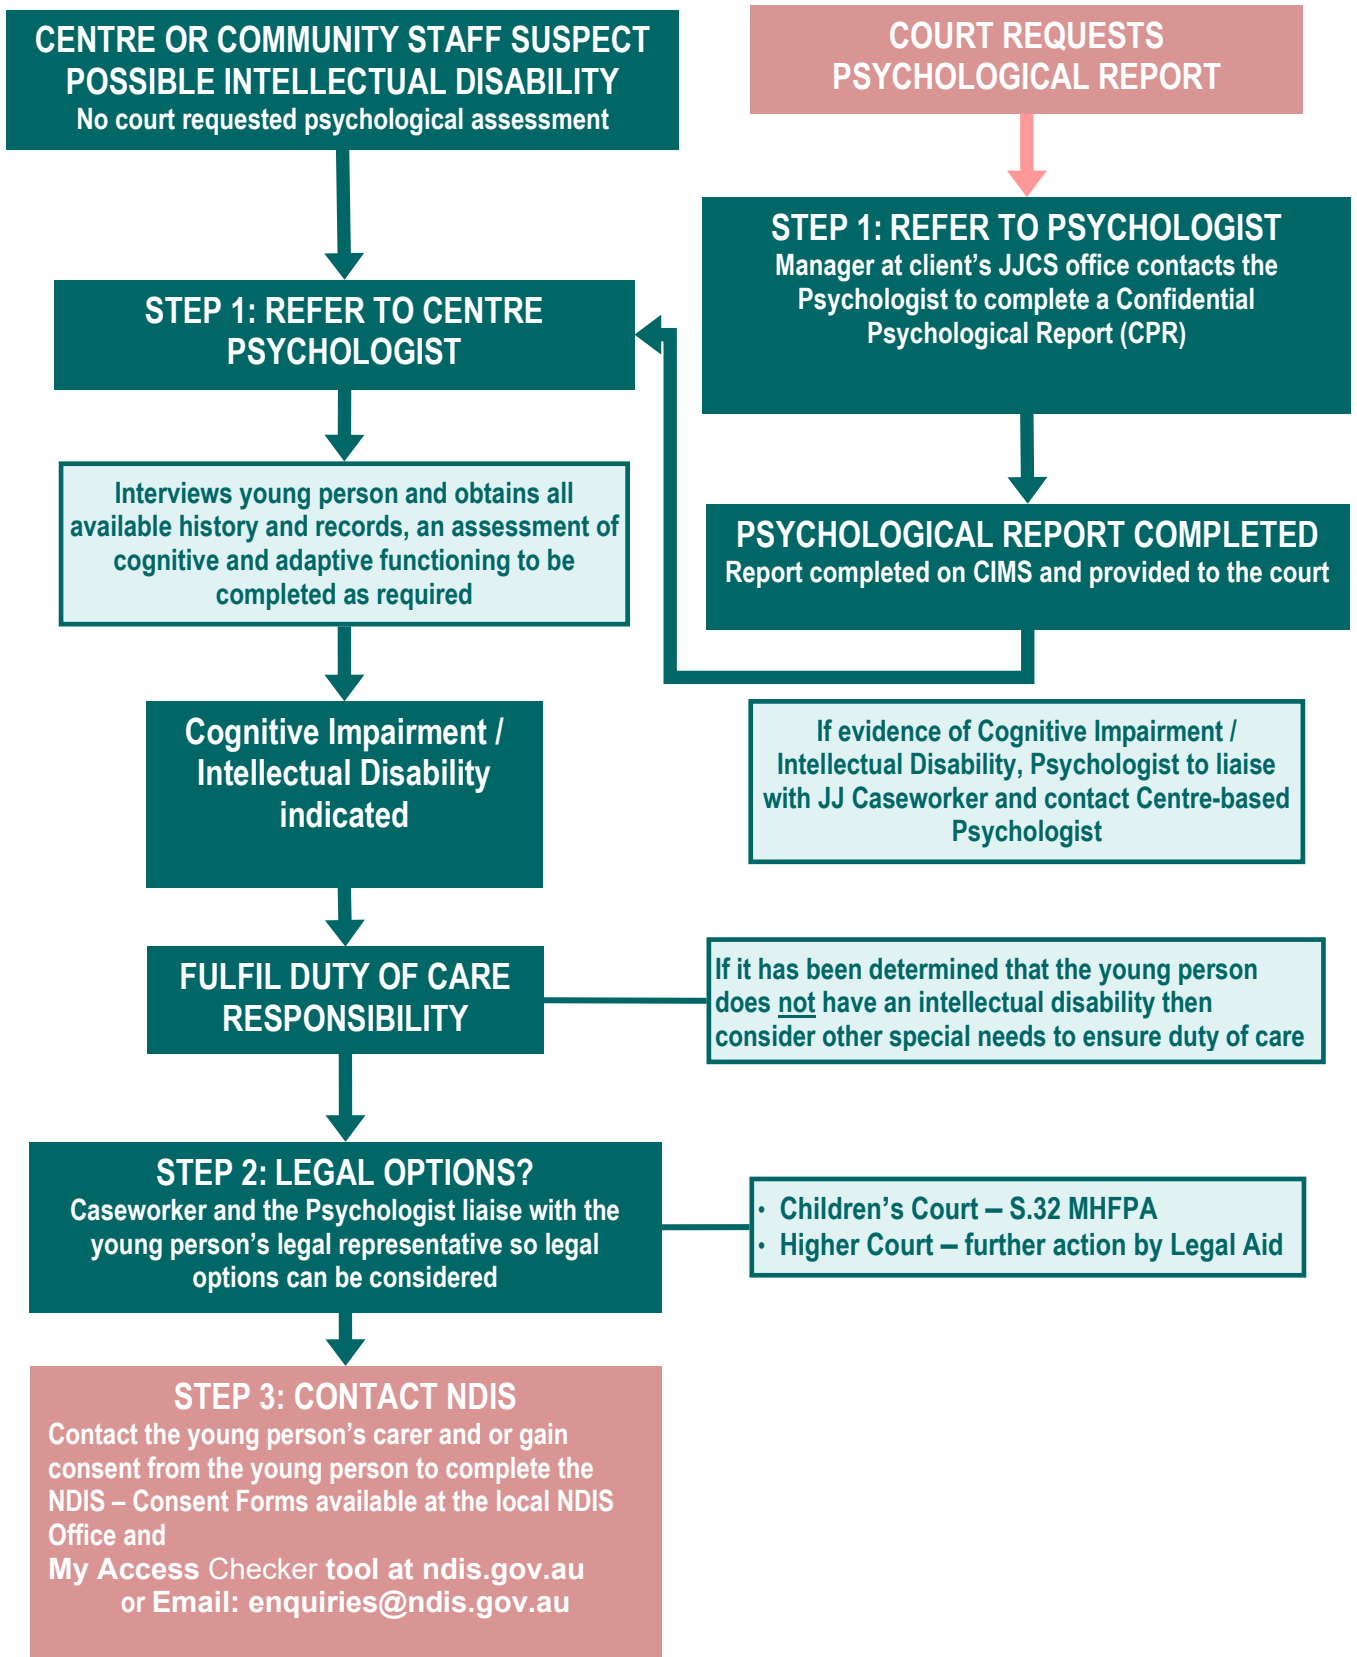 CENTRE OR COMMUNITY STAFF SUSPECT
POSSIBLE INTELLECTUAL DISABILITY
No court requested psychological assessment
COURT REQUESTS
PSYCHOLOGICAL REPORT
STEP 1: REFER TO PSYCHOLOGIST
Manager at client’s JJCS office contacts the
Psychologist to complete a Confidential
Psychological Report (CPR)
STEP 1: REFER TO CENTRE
PSYCHOLOGIST
Interviews young person and obtains all
available history and records, an assessment of
cognitive and adaptive functioning to be
completed as required
PSYCHOLOGICAL REPORT COMPLETED
Report completed on CIMS and provided to the court
Cognitive Impairment /
Intellectual Disability
indicated
If evidence of Cognitive Impairment /
Intellectual Disability, Psychologist to liaise
with JJ Caseworker and contact Centre-based
Psychologist
FULFIL DUTY OF CARE
RESPONSIBILITY
If it has been determined that the young person
does not have an intellectual disability then
consider other special needs to ensure duty of care
STEP 2: LEGAL OPTIONS?
Caseworker and the Psychologist liaise with the
young person’s legal representative so legal
options can be considered
• Children’s Court – S.32 MHFPA
• Higher Court – further action by Legal Aid
STEP 3: CONTACT NDIS
Contact the young person’s carer and or gain
consent from the young person to complete the
NDIS – Consent Forms available at the local NDIS
Office and
My Access Checker tool at ndis.gov.au
or Email: enquiries@ndis.gov.au